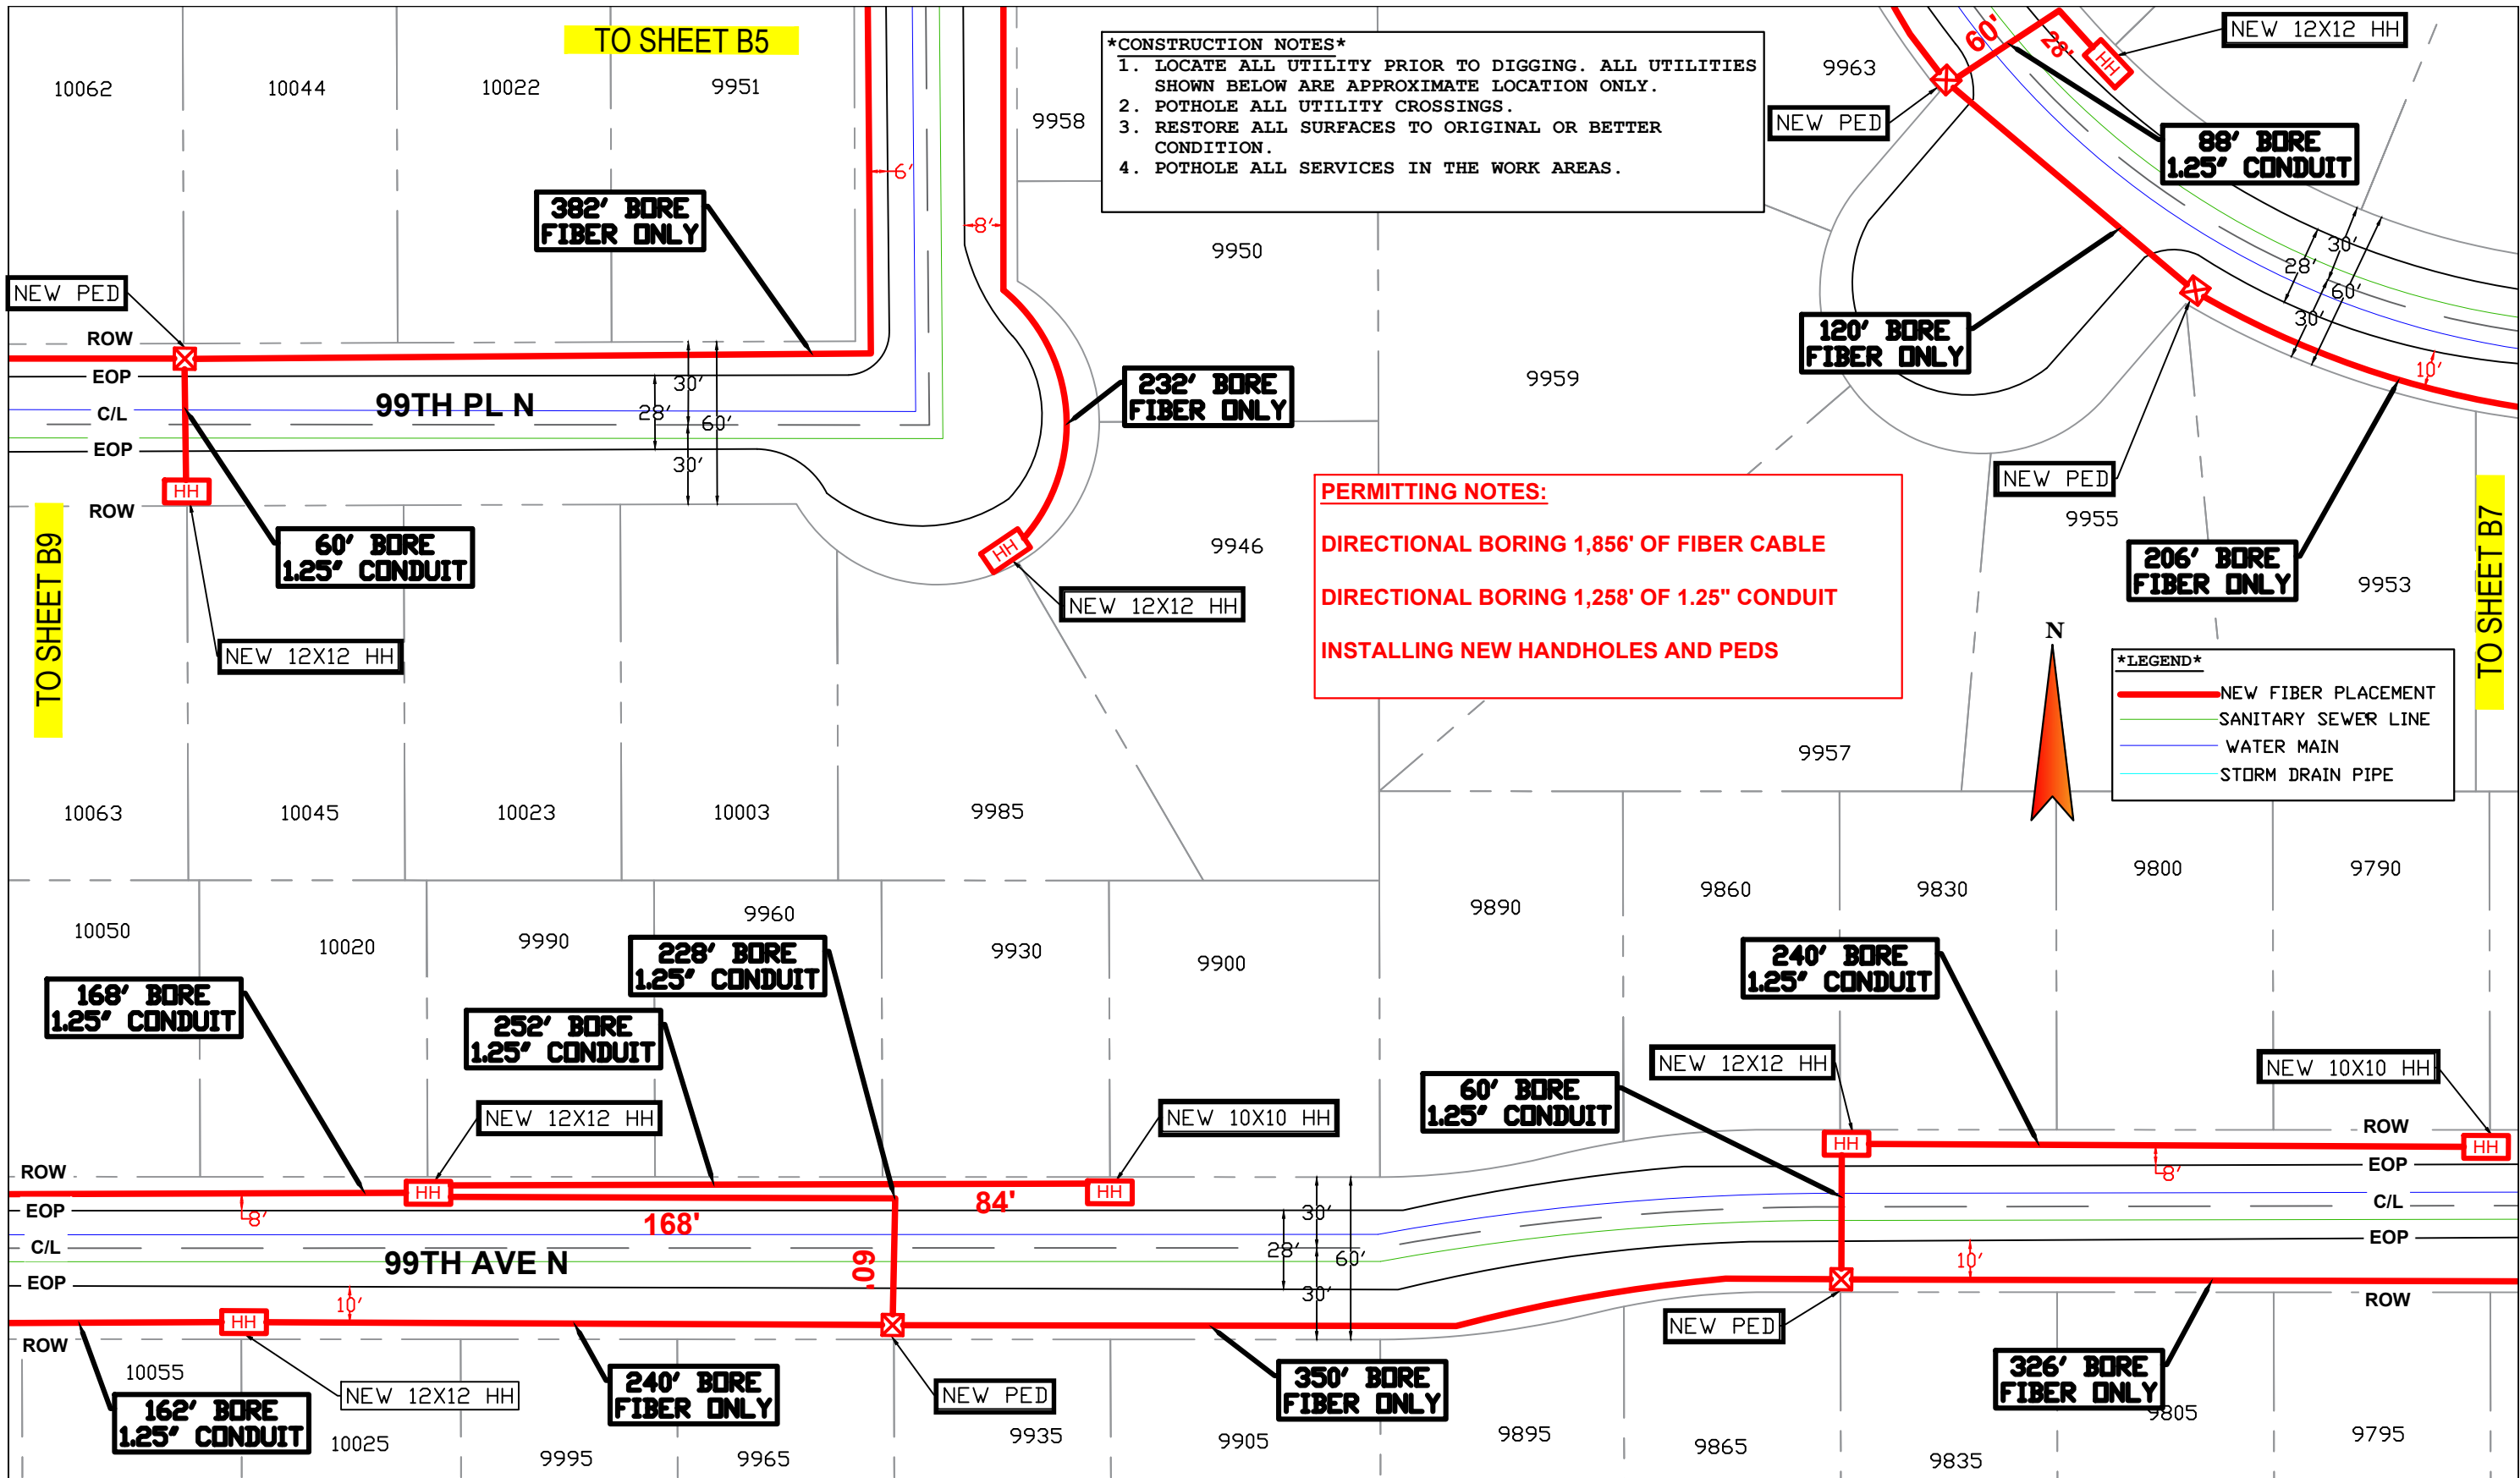 TO SHEET B5
10062
10044
10022
9951
9958
*CONSTRUCTION NOTES*
1. LOCATE ALL UTILITY PRIOR TO DIGGING. ALL UTILITIES
SHOWN BELOW ARE APPROXIMATE LOCATION ONLY.
2. POTHOLE ALL UTILITY CROSSINGS.
3. RESTORE ALL SURFACES TO ORIGINAL OR BETTER
CONDITION.
4. POTHOLE ALL SERVICES IN THE WORK AREAS.
9963
NEW PED
60'
28'
HH
NEW 12X12 HH
88' BORE
1.25" CONDUIT
6'
8'
382' BORE
FIBER ONLY
9950
NEW PED
ROW
EOP
C/L
EOP
ROW
99TH PL N
30'
28'
60'
30'
232' BORE
FIBER ONLY
9959
120' BORE
FIBER ONLY
30'
28'
60'
30'
10'
HH
60' BORE
1.25" CONDUIT
NEW 12X12 HH
TO SHEET B9
HH
9946
NEW 12X12 HH
PERMITTING NOTES:
DIRECTIONAL BORING 1,856' OF FIBER CABLE
DIRECTIONAL BORING 1,258' OF 1.25" CONDUIT
INSTALLING NEW HANDHOLES AND PEDS
NEW PED
9955
206' BORE
FIBER ONLY
9953
TO SHEET B7
N
*LEGEND*
NEW FIBER PLACEMENT
SANITARY SEWER LINE
WATER MAIN
STORM DRAIN PIPE
9957
10063
10045
10023
10003
9985
10050
10020
9990
9960
9930
9900
9890
9860
9830
9800
9790
168' BORE
1.25" CONDUIT
252' BORE
1.25" CONDUIT
228' BORE
1.25" CONDUIT
240' BORE
1.25" CONDUIT
NEW 12X12 HH
NEW 10X10 HH
60' BORE
1.25" CONDUIT
NEW 12X12 HH
NEW 10X10 HH
ROW
EOP
C/L
EOP
ROW
8'
HH
168'
84'
HH
60'
99TH AVE N
10'
HH
30'
28'
60'
30'
HH
8'
HH
10'
ROW
EOP
C/L
EOP
ROW
10055
162' BORE
1.25" CONDUIT
10025
NEW 12X12 HH
240' BORE
FIBER ONLY
9995
9965
NEW PED
9935
9905
350' BORE
FIBER ONLY
9895
NEW PED
9865
9835
326' BORE
FIBER ONLY
9805
9795